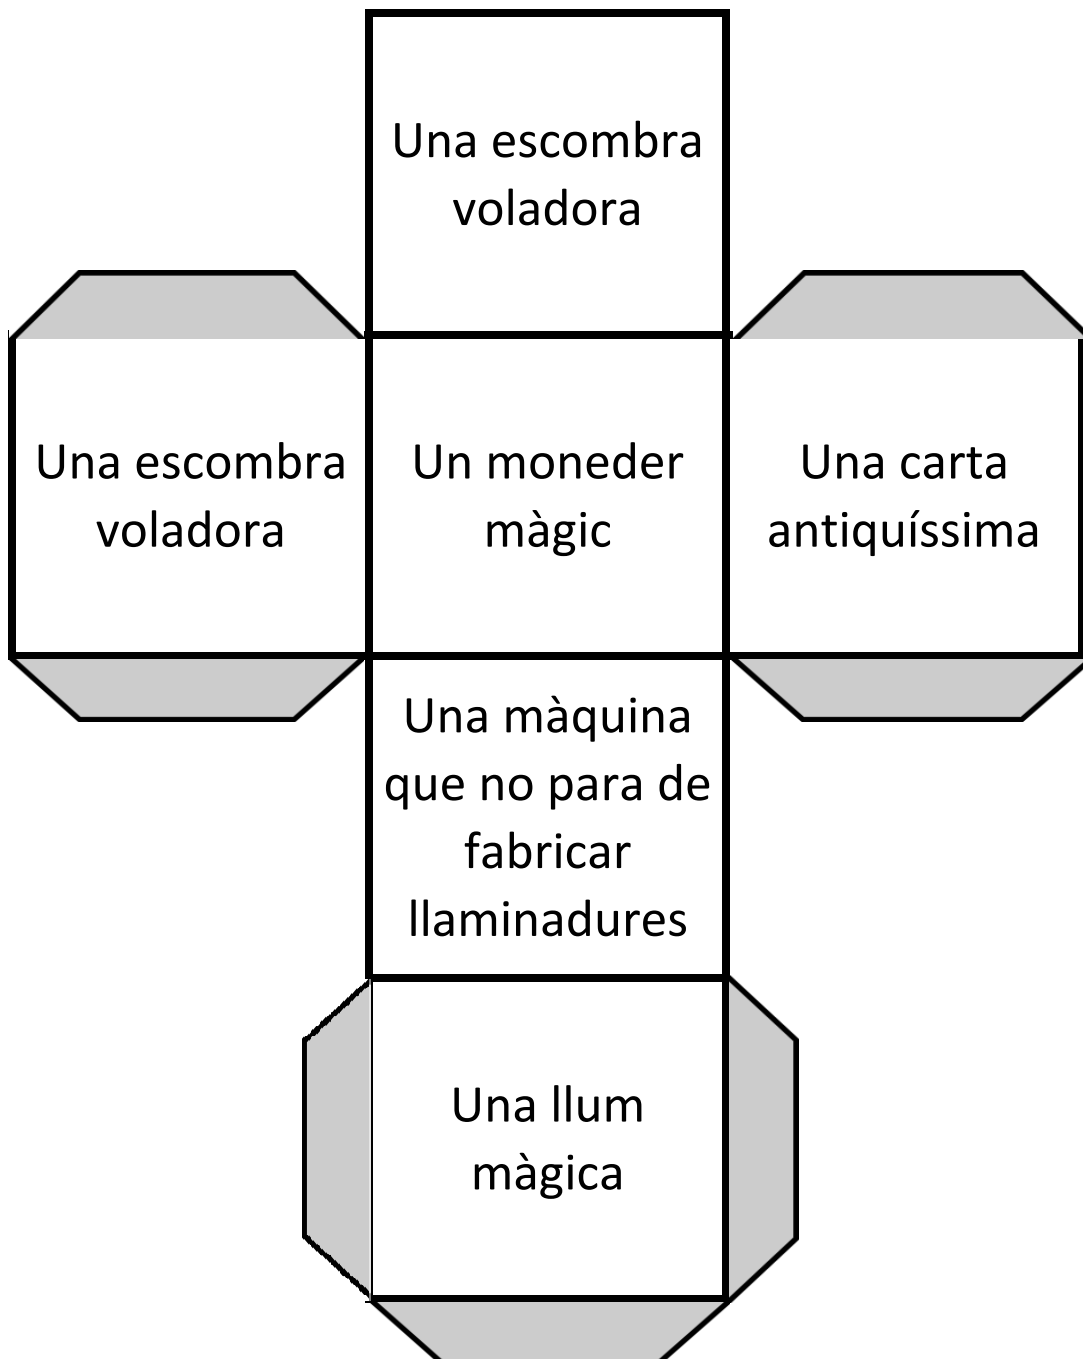 Una escombra
voladora
Una escombra
voladora
Un moneder
màgic
Una carta
antiquíssima
Una màquina
que no para de
fabricar
llaminadures
Una llum
màgica